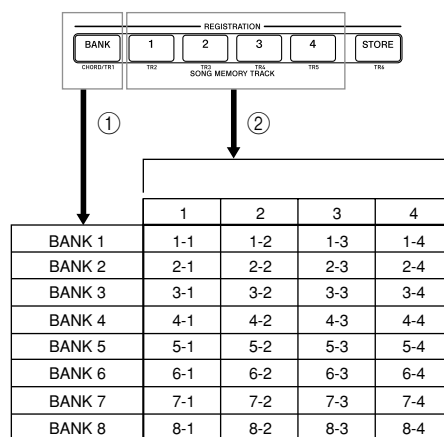 REGISTRATION
BANK 1 2 3 4 STORE
CHORD/TR1 TR2 TR3 TR4 TR5 TR6
SONG MEMORY TRACK
① ②
1 2 3 4
BANK 1 1-1 1-2 1-3 1-4
BANK 2 2-1 2-2 2-3 2-4
BANK 3 3-1 3-2 3-3 3-4
BANK 4 4-1 4-2 4-3 4-4
BANK 5 5-1 5-2 5-3 5-4
BANK 6 6-1 6-2 6-3 6-4
BANK 7 7-1 7-2 7-3 7-4
BANK 8 8-1 8-2 8-3 8-4